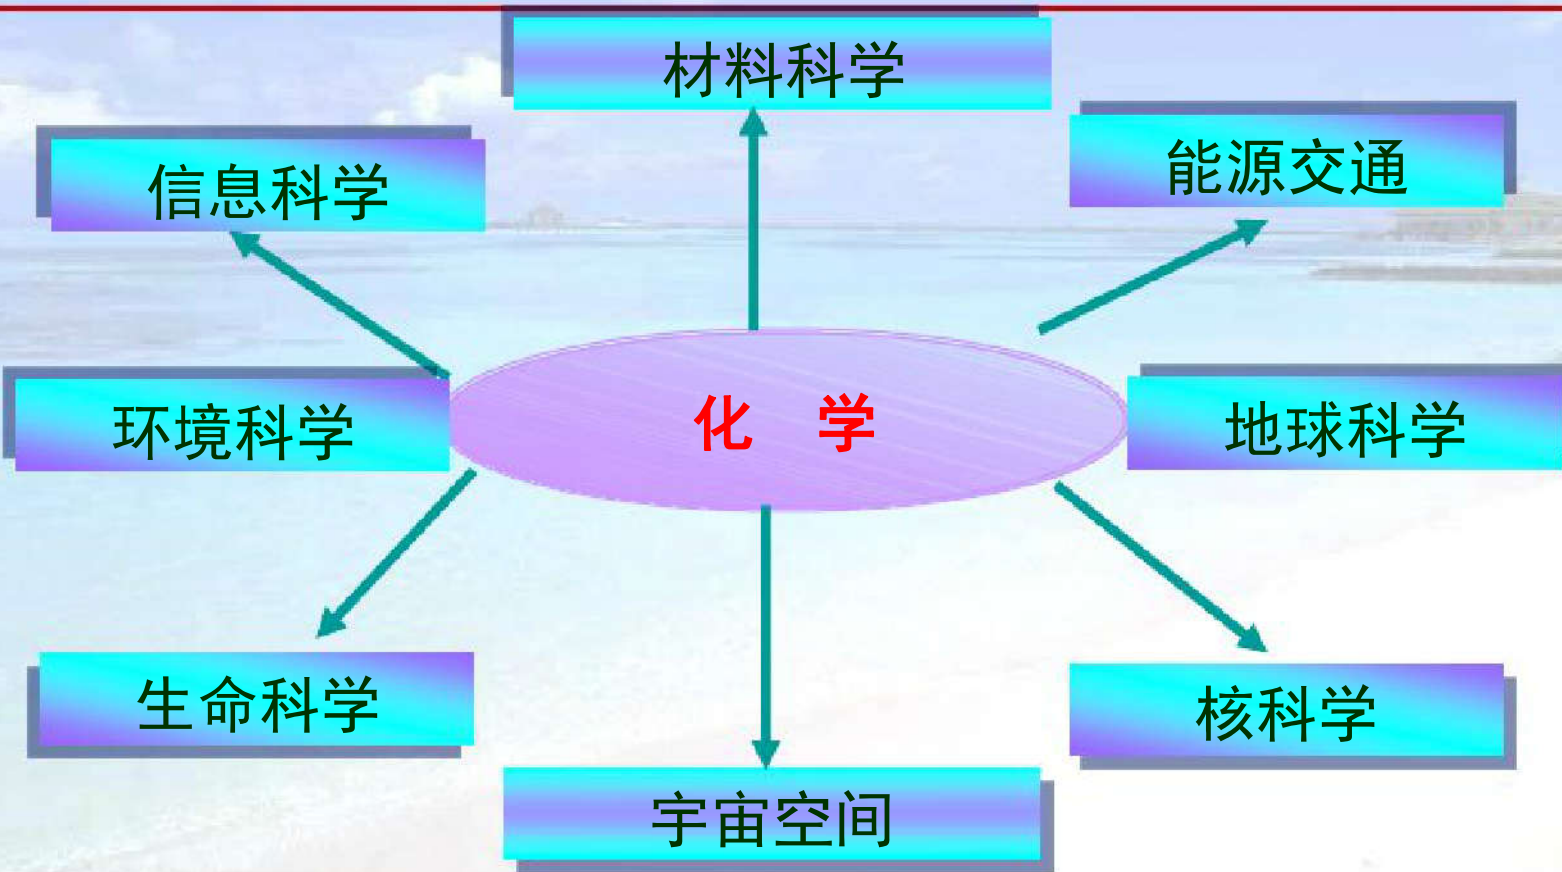 材料科学
能源交通
信息科学
环境科学
化 学
地球科学
生命科学
核科学
宇宙空间